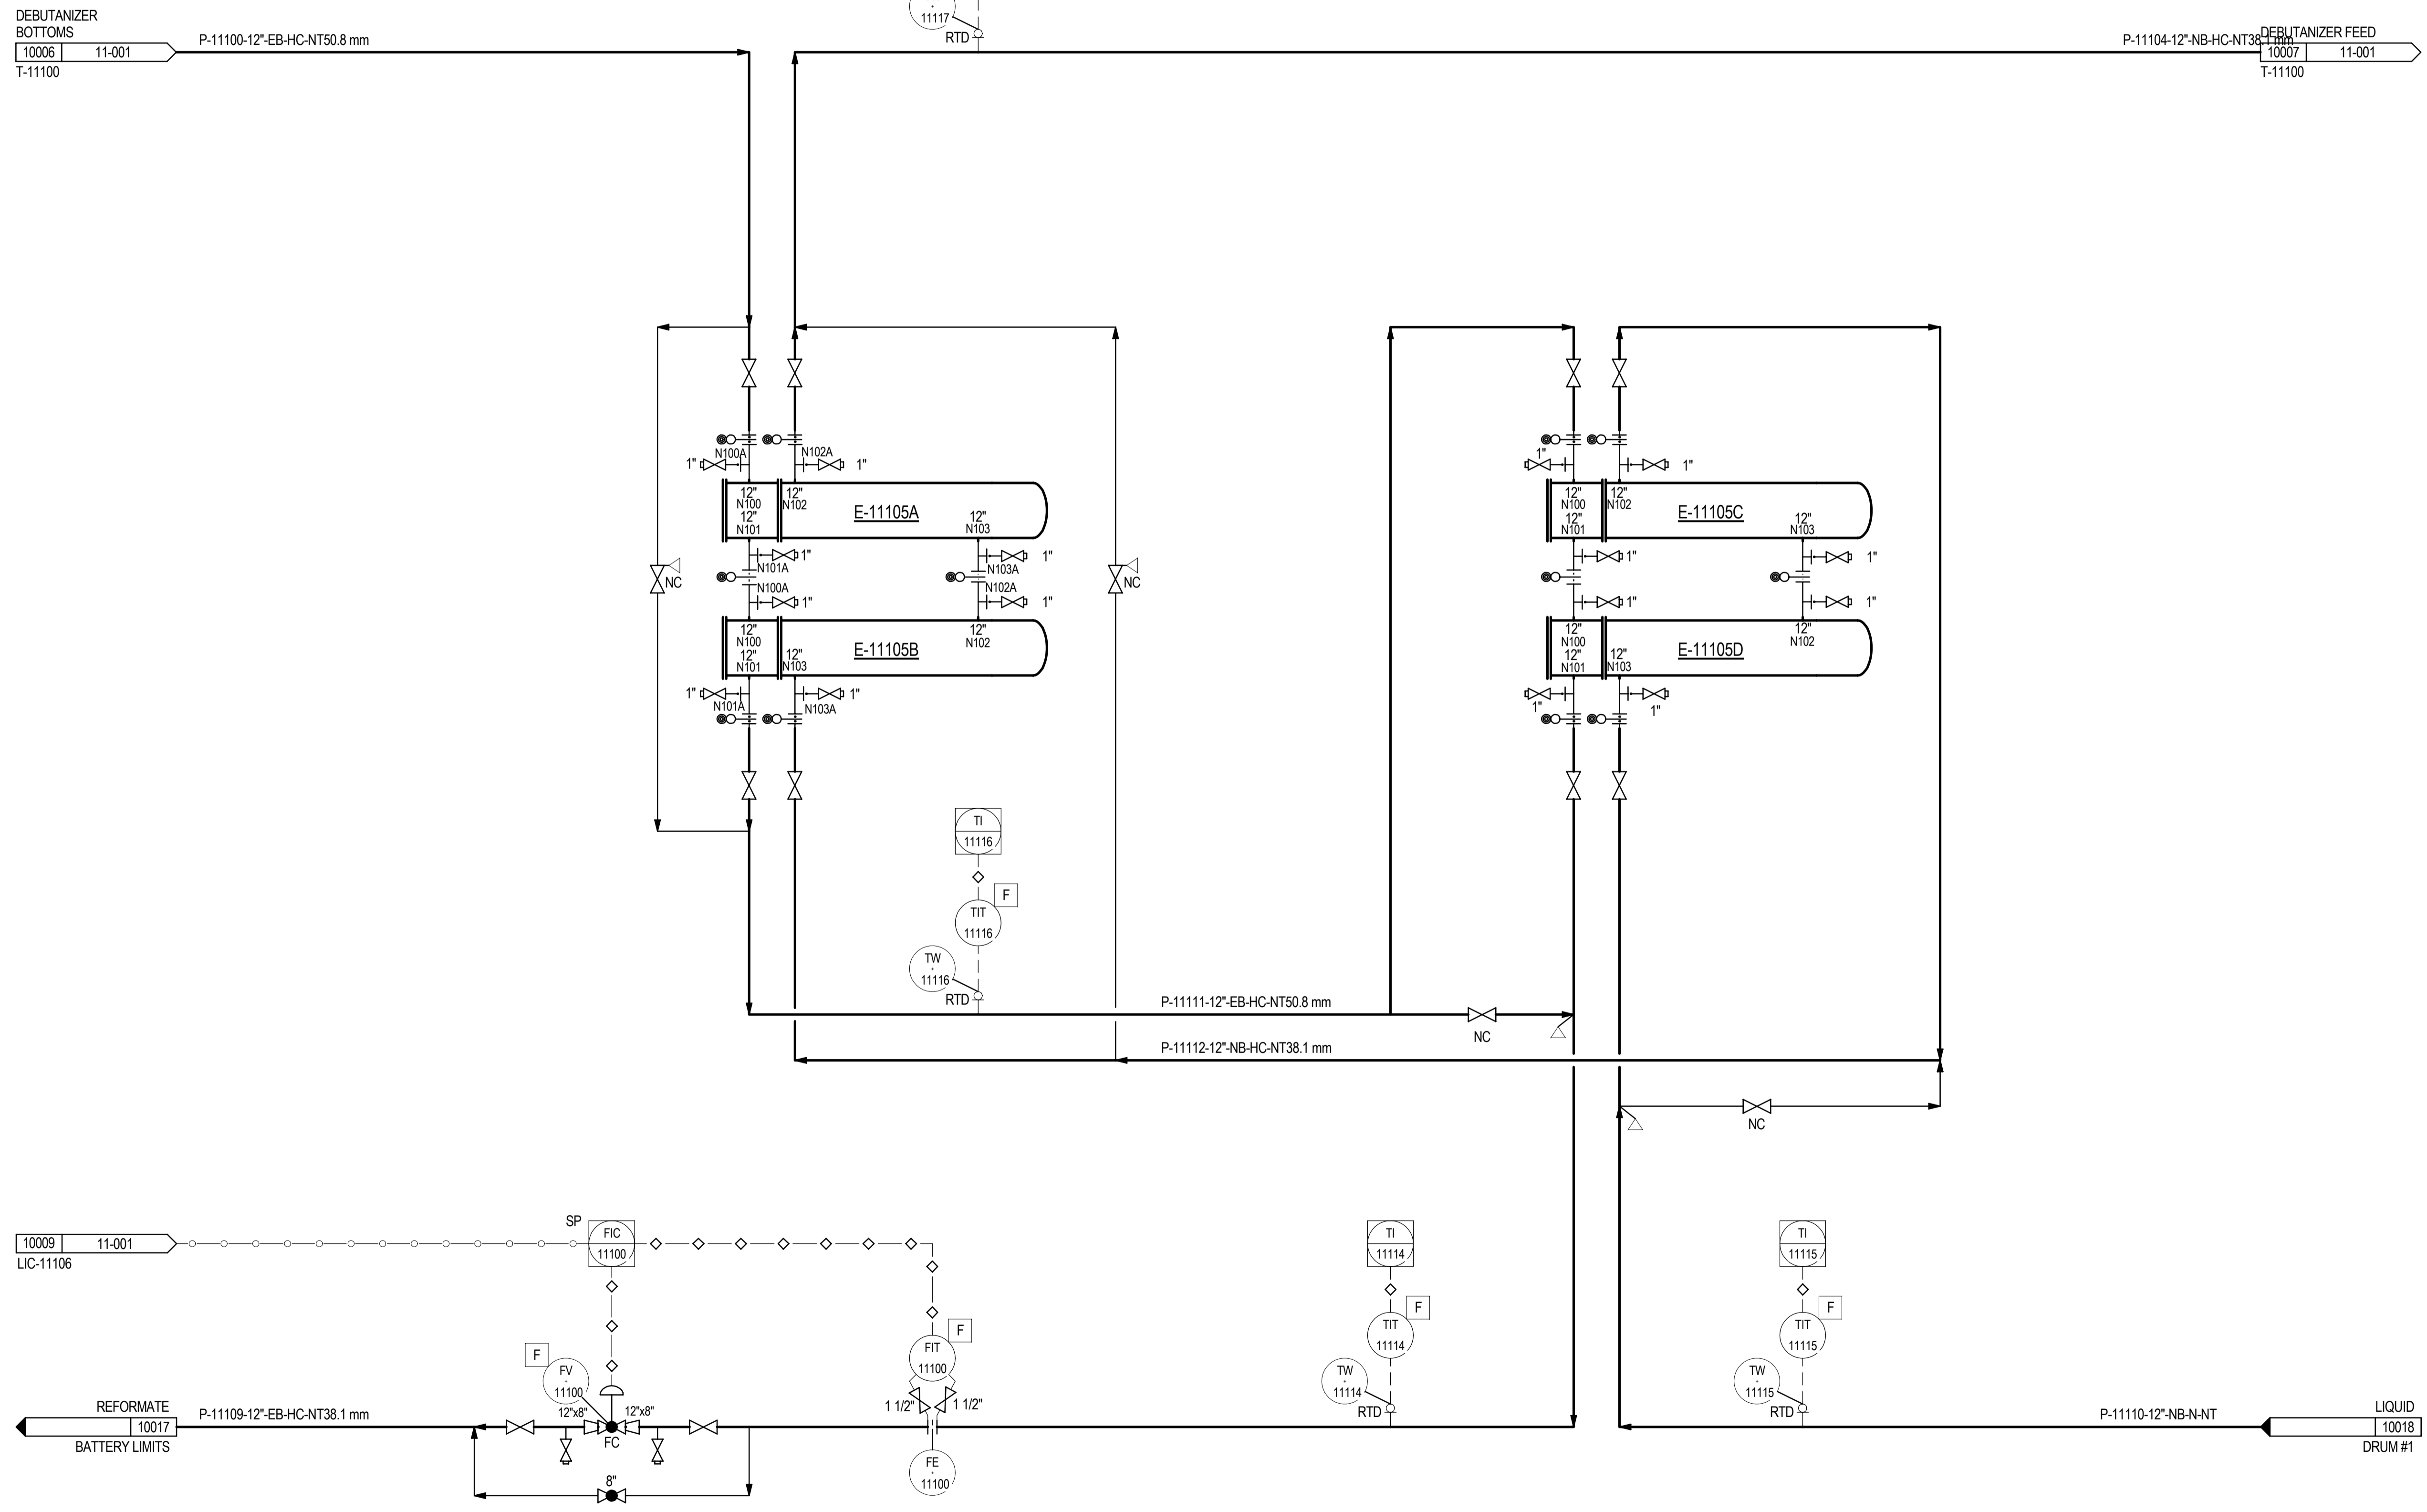 DEBUTANIZER
BOTTOMS
10006 11-001
T-11100
P-11100-12"-EB-HC-NT50.8 mm
11117
RTD
P-11104-12"-NB-HC-NT38.1 mm
DEBUTANIZER FEED
10007 11-001
T-11100
N100A
N102A
1"
1"
12"
N100
12"
N101
12"
N102
E-11105A
12"
N103
1"
N101A
N100A
1"
N103A
N102A
1"
1"
NC
NC
12"
N100
12"
N101
12"
N103
E-11105B
12"
N102
1"
1"
N101A
N103A
1"
1"
12"
N100
12"
N101
12"
N102
E-11105C
12"
N103
1"
1"
1"
1"
12"
N100
12"
N101
12"
N103
E-11105D
12"
N102
1"
1"
TI
11116
F
TIT
11116
TW
11116
RTD
P-11111-12"-EB-HC-NT50.8 mm
NC
P-11112-12"-NB-HC-NT38.1 mm
NC
10009 11-001
LIC-11106
SP
FIC
11100
TI
11114
TI
11115
F
TIT
11114
F
TIT
11115
F
FIT
11100
F
FV
11100
TW
11114
RTD
TW
11115
RTD
1 1/2"
1 1/2"
REFORMATE
10017
BATTERY LIMITS
P-11109-12"-EB-HC-NT38.1 mm
12"x8"
12"x8"
FC
8"
FE
11100
P-11110-12"-NB-N-NT
LIQUID
10018
DRUM #1